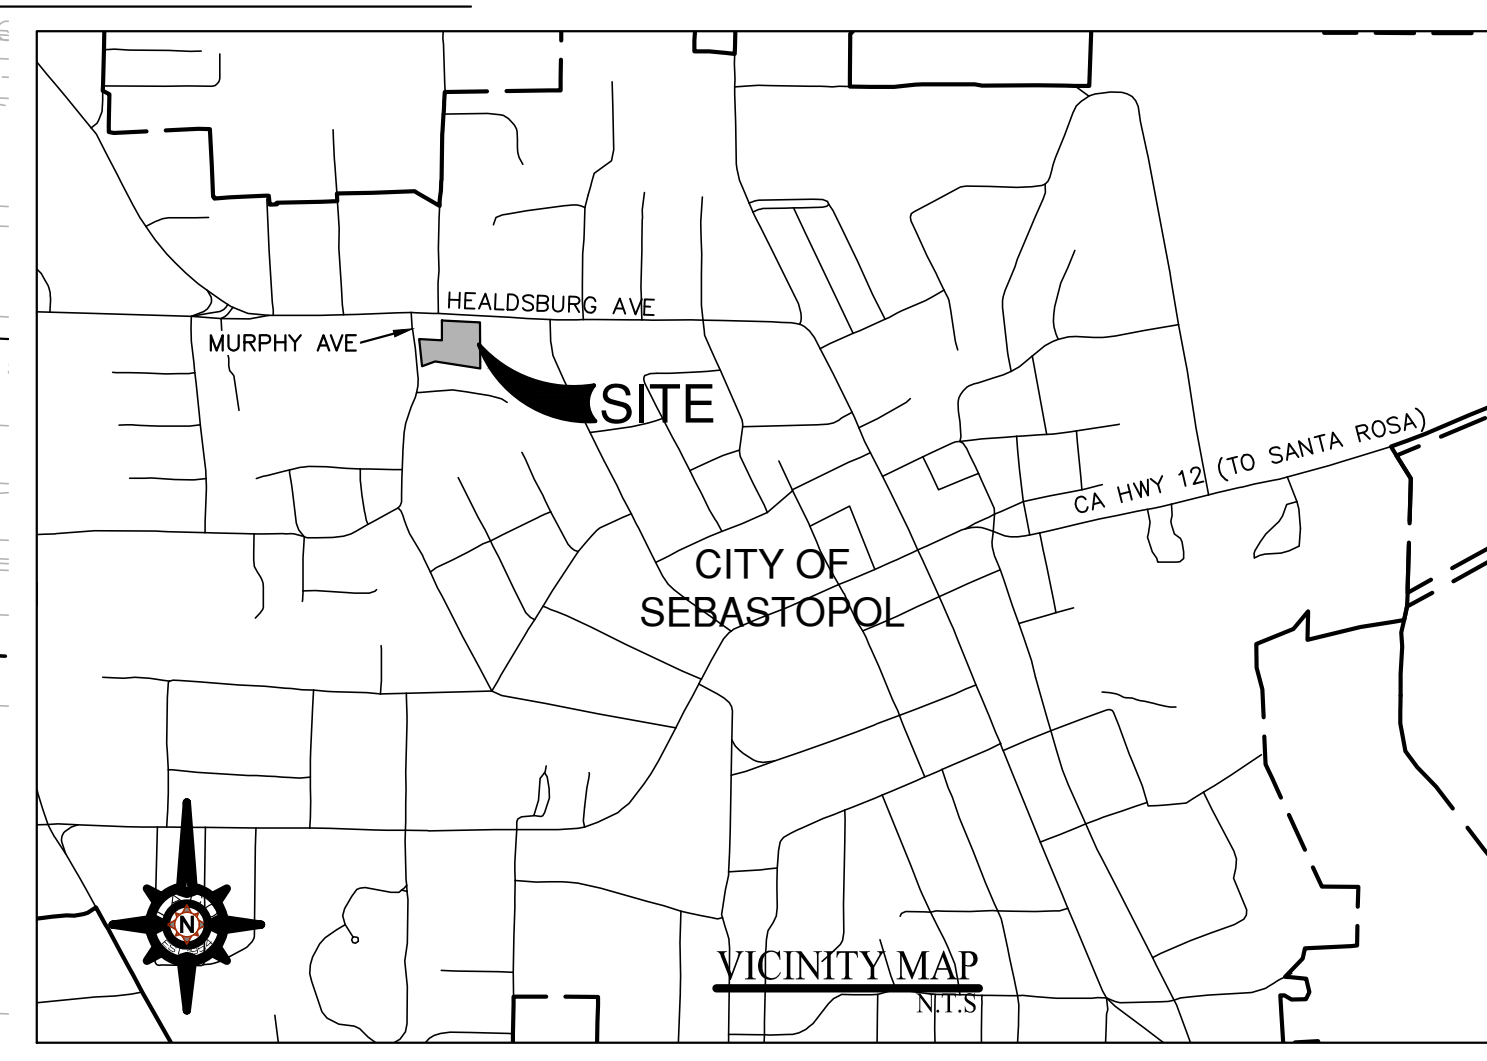 HEALDSBURG AVE
MURPHY AVE
SITE
CA HWY 12 (TO SANTA ROSA)
CITY OF
SEBASTOPOL
N
VICINITY MAP
N.T.S